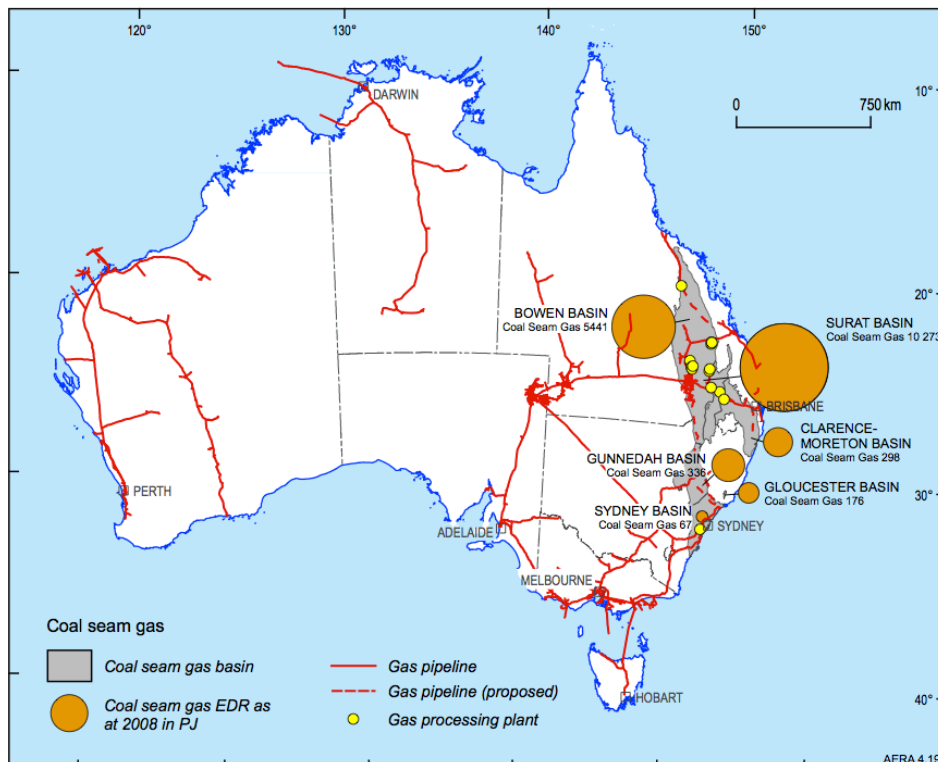 120°
130°
140°
150°
DARWIN
10°
0
750 km
20°
BOWEN BASIN
Coal Seam Gas 5441
SURAT BASIN
Coal Seam Gas 10 273
BRISBANE
CLARENCE-
MORETON BASIN
Coal Seam Gas 298
GUNNEDAH BASIN
Coal Seam Gas 336
GLOUCESTER BASIN
Coal Seam Gas 176
30°
PERTH
SYDNEY BASIN
Coal Seam Gas 67
SYDNEY
ADELAIDE
MELBOURNE
Coal seam gas
Coal seam gas basin
Coal seam gas EDR as
at 2008 in PJ
Gas pipeline
Gas pipeline (proposed)
Gas processing plant
HOBART
40°
AERA 4.19